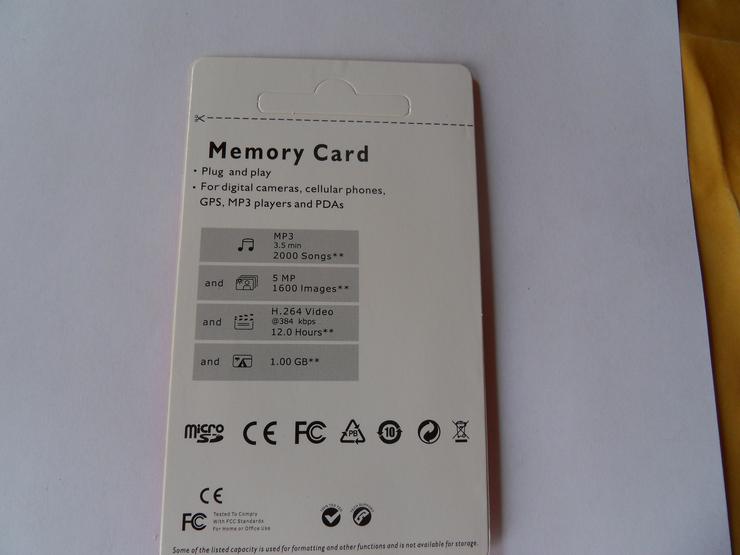 Memory Card
• Plug and play
• For digital cameras, cellular phones,
GPS, MP3 players and PDAs
MP3
3.5 min
2000 Songs**
and
5 MP
1600 Images**
and
H.264 Video
@384 kbps
12.0 Hours**
and
1.00 GB**
micro SD
CE FC PB 10
CE
FC
Tested To Comply
With FCC Standards
For Home or Office Use
Some of the listed capacity is used for formatting and other functions and is not available for storage.